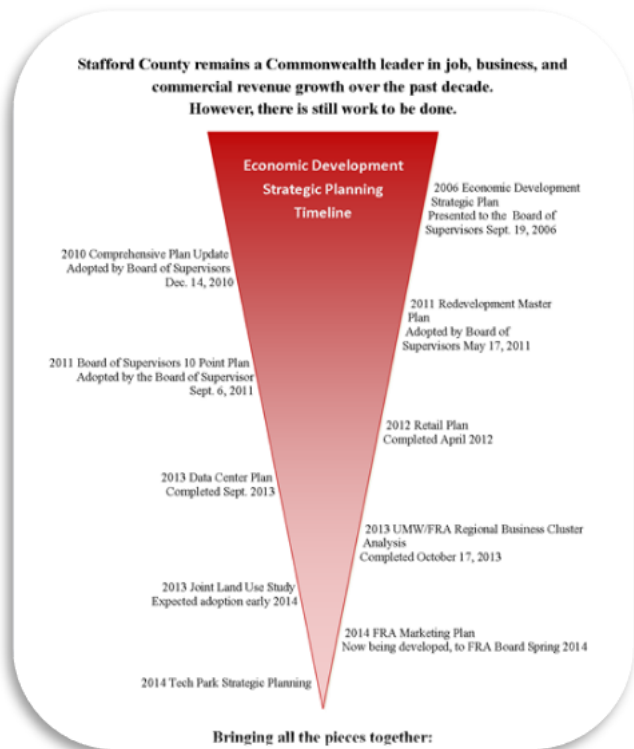 Stafford County remains a Commonwealth leader in job, business, and
commercial revenue growth over the past decade.
However, there is still work to be done.
Economic Development
Strategic Planning
Timeline
2006 Economic Development
Strategic Plan
Presented to the Board of
Supervisors Sept. 19, 2006
2010 Comprehensive Plan Update
Adopted by Board of Supervisors
Dec. 14, 2010
2011 Redevelopment Master
Plan
Adopted by Board of
Supervisors May 17, 2011
2011 Board of Supervisors 10 Point Plan
Adopted by the Board of Supervisor
Sept. 6, 2011
2012 Retail Plan
Completed April 2012
2013 Data Center Plan
Completed Sept. 2013
2013 UMW/FRA Regional Business Cluster
Analysis
Completed October 17, 2013
2013 Joint Land Use Study
Expected adoption early 2014
2014 FRA Marketing Plan
Now being developed, to FRA Board Spring 2014
2014 Tech Park Strategic Planning
Bringing all the pieces together: